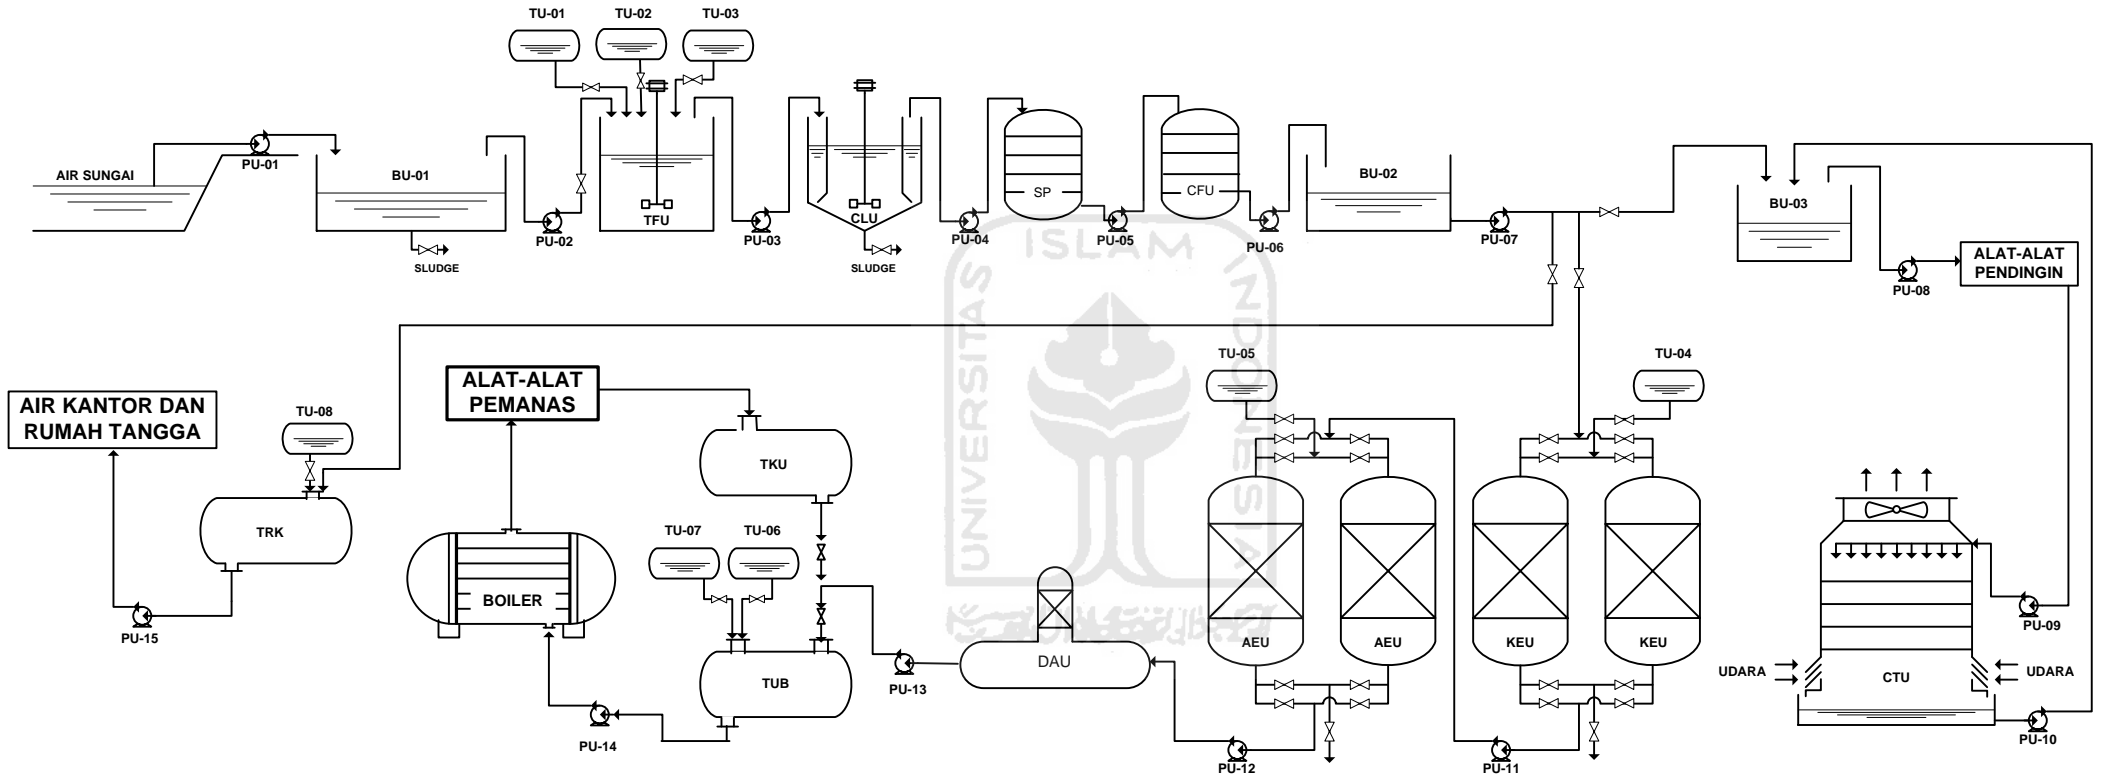 TU-01
TU-02
TU-03
AIR SUNGAI
PU-01
BU-01
SLUDGE
PU-02
TFU
PU-03
CLU
SLUDGE
PU-04
SP
PU-05
CFU
PU-06
BU-02
PU-07
BU-03
PU-08
ALAT-ALAT
PENDINGIN
AIR KANTOR DAN
RUMAH TANGGA
TU-08
TRK
PU-15
ALAT-ALAT
PEMANAS
BOILER
PU-14
TKU
TU-07
TU-06
TUB
PU-13
DAU
PU-12
TU-05
AEU
AEU
PU-11
TU-04
KEU
KEU
UDARA
CTU
UDARA
PU-09
PU-10
UNIVERSITAS
ISLAM
INDONESIA